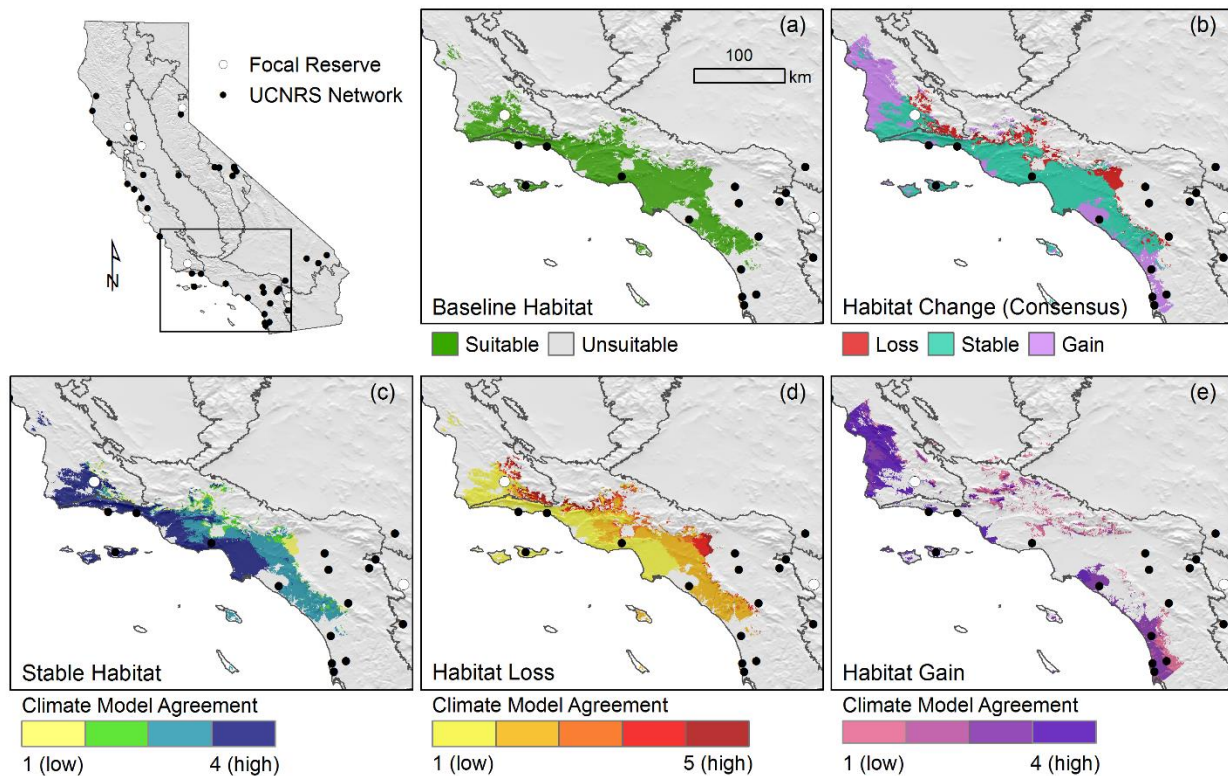 Focal Reserve
UCNRS Network
N
(a)
100
km
Baseline Habitat
Suitable Unsuitable
(b)
Habitat Change (Consensus)
Loss Stable Gain
(c)
Stable Habitat
Climate Model Agreement
1 (low) 4 (high)
(d)
Habitat Loss
Climate Model Agreement
1 (low) 5 (high)
(e)
Habitat Gain
Climate Model Agreement
1 (low) 4 (high)